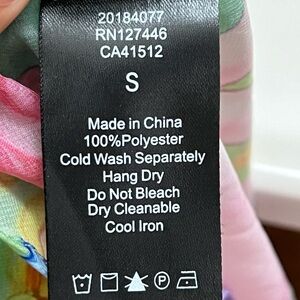 20184077
RN127446
CA41512
S
Made in China
100%Polyester
Cold Wash Separately
Hang Dry
Do Not Bleach
Dry Cleanable
Cool Iron
P